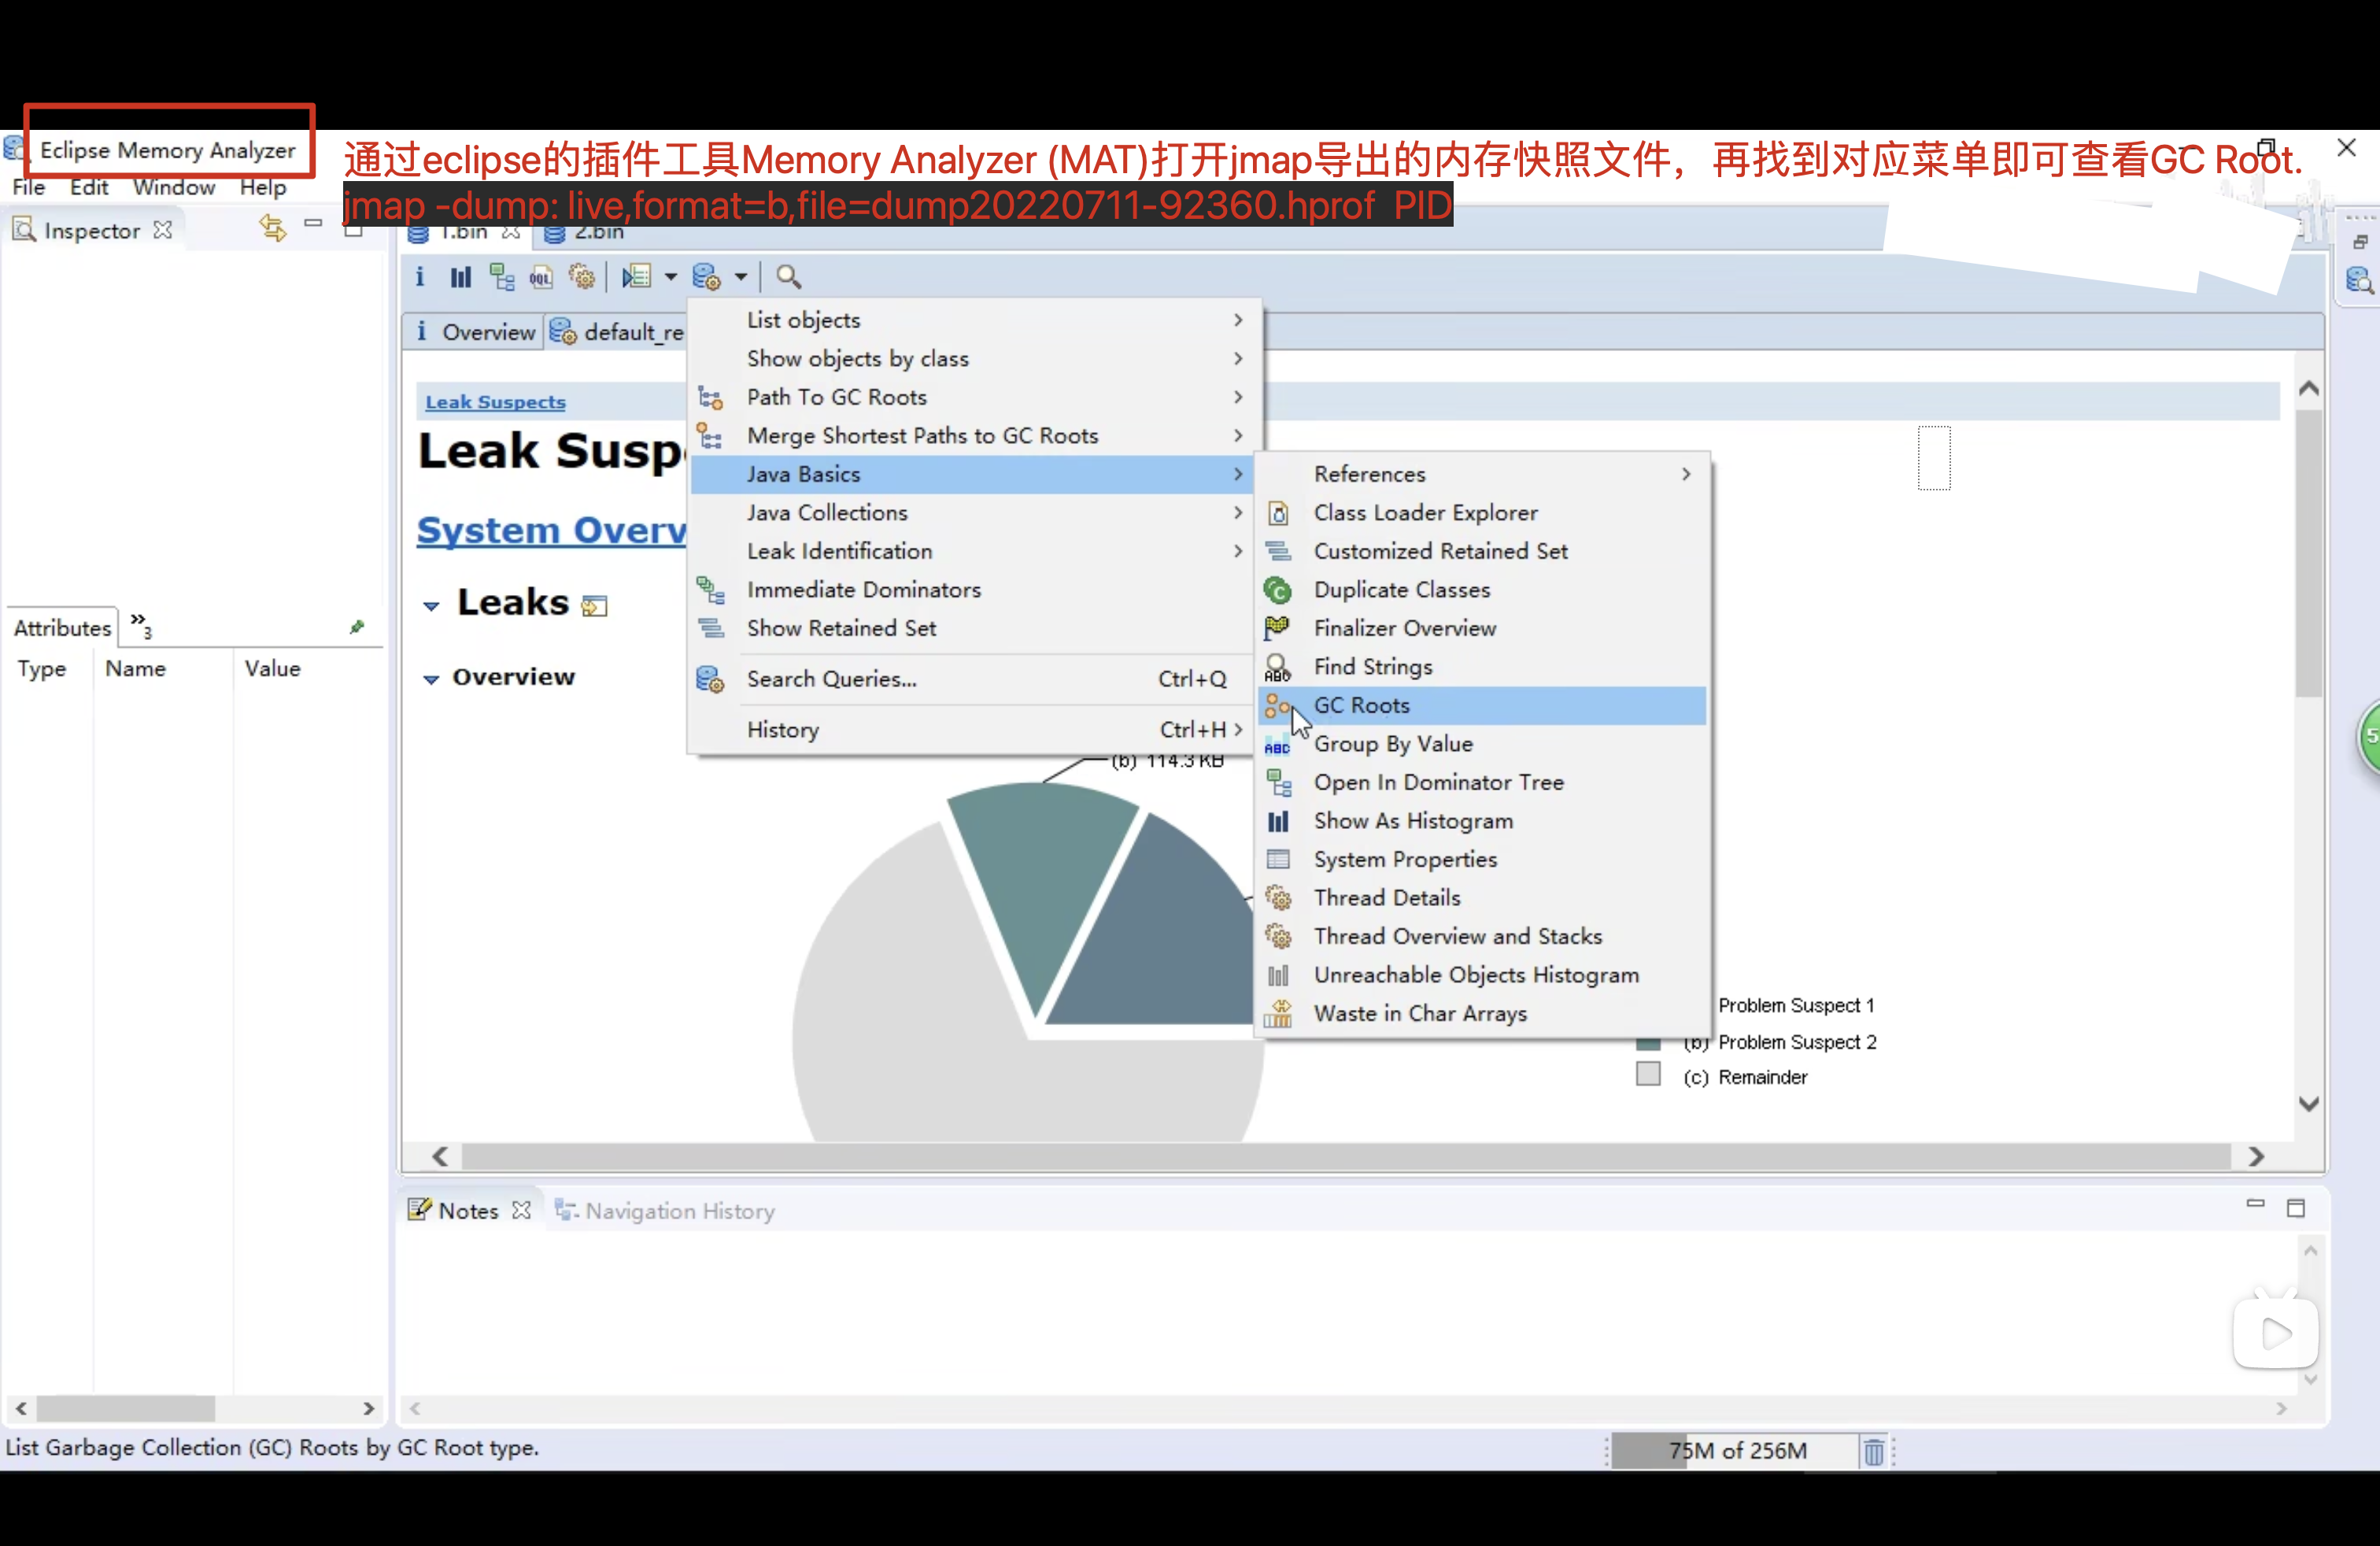 Eclipse Memory Analyzer
通过eclipse的插件工具Memory Analyzer (MAT)打开jmap导出的内存快照文件，再找到对应菜单即可查看GC Root.
File Edit Window Help
jmap -dump: live,format=b,file=dump20220711-92360.hprof PID
Inspector
1.bin 2.bin
Overview default_re
List objects
Show objects by class
Path To GC Roots
Merge Shortest Paths to GC Roots
Java Basics
Java Collections
Leak Identification
Immediate Dominators
Show Retained Set
Search Queries... Ctrl+Q
History Ctrl+H
References
Class Loader Explorer
Customized Retained Set
Duplicate Classes
Finalizer Overview
Find Strings
GC Roots
Group By Value
Open In Dominator Tree
Show As Histogram
System Properties
Thread Details
Thread Overview and Stacks
Unreachable Objects Histogram
Waste in Char Arrays
Leak Suspects
Leak Susp
System Overv
Leaks
Overview
(b) 114.3 KB
Problem Suspect 1
(b) Problem Suspect 2
(c) Remainder
Attributes 3
Type Name Value
Notes Navigation History
List Garbage Collection (GC) Roots by GC Root type.
75M of 256M
5